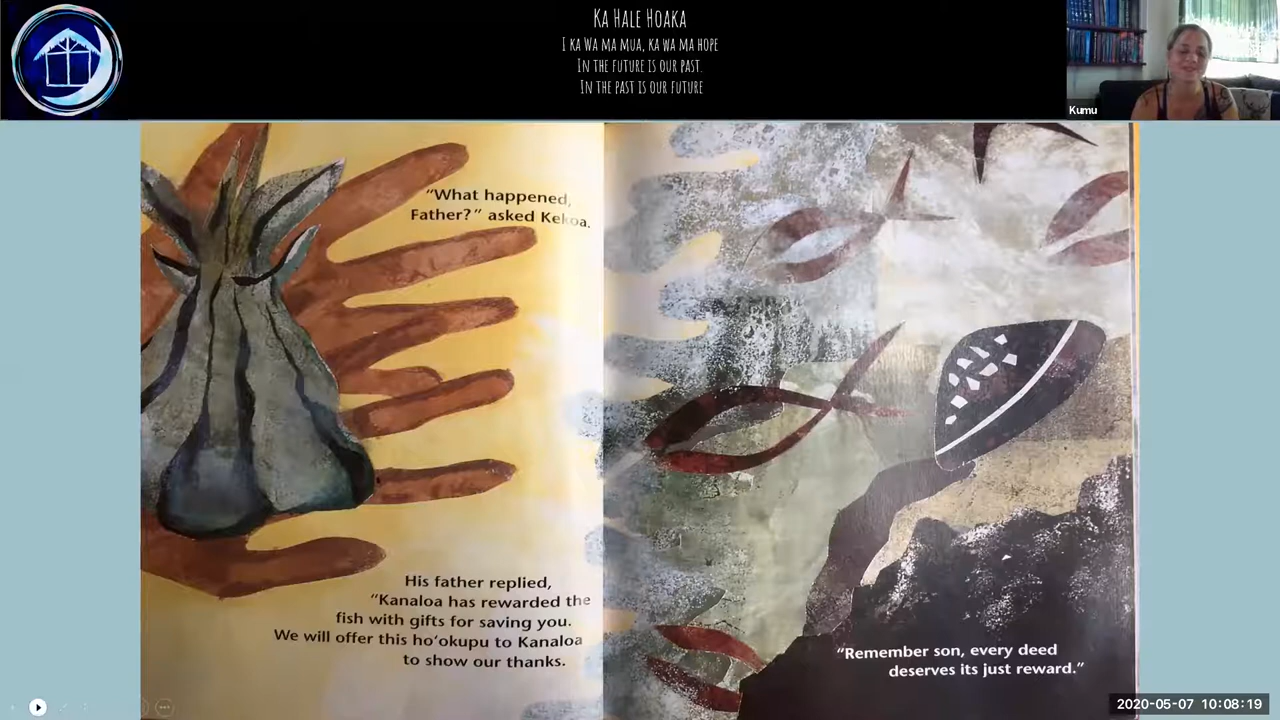 Ka Hale Hoaka
I ka Wa ma mua, ka wa ma hope
In the future is our past.
In the past is our future
Kumu
“What happened,
Father?” asked Kekoa.
His father replied,
“Kanaloa has rewarded the
fish with gifts for saving you.
We will offer this ho‘okupu to Kanaloa
to show our thanks.
“Remember son, every deed
deserves its just reward.”
2020-05-07 10:08:19